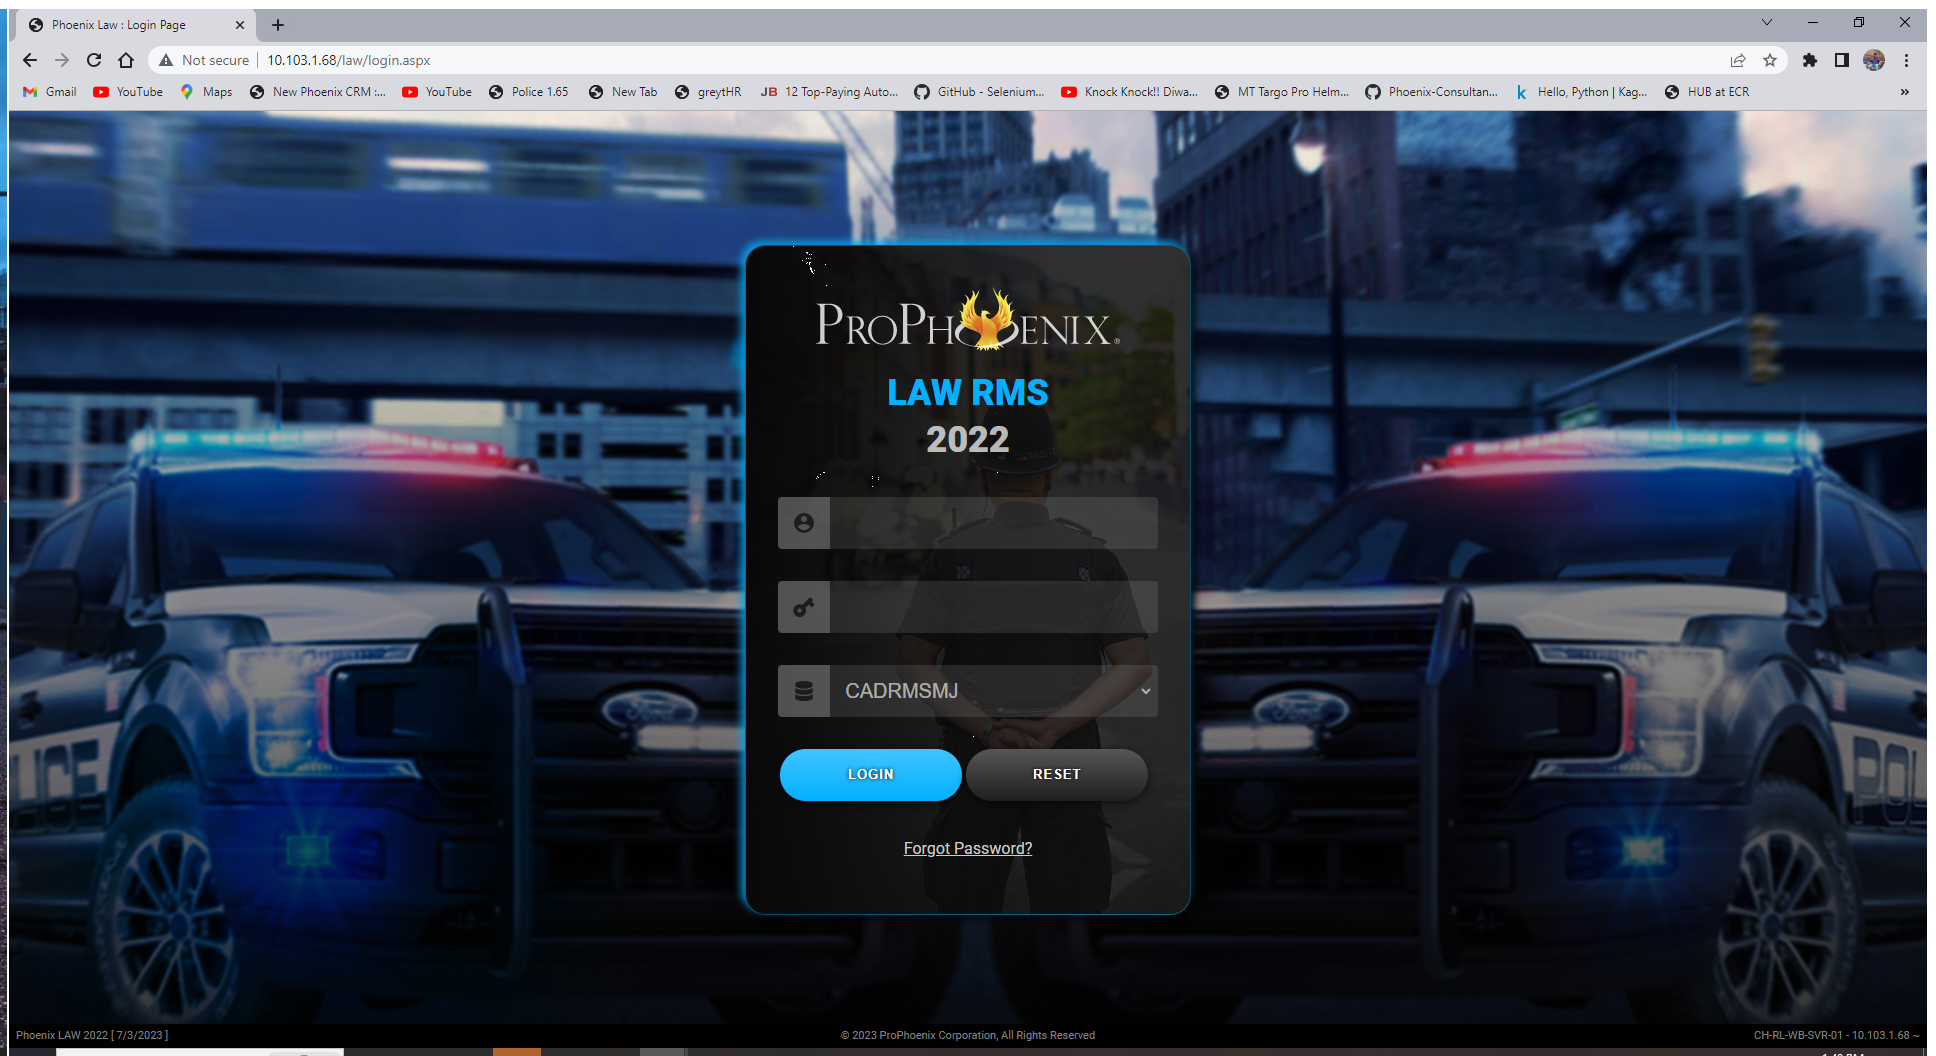 Phoenix Law : Login Page
Not secure 10.103.1.68/law/login.aspx
Gmail YouTube Maps New Phoenix CRM :... YouTube Police 1.65 New Tab greytHR JB 12 Top-Paying Auto... GitHub - Selenium... Knock Knock!! Diwa... MT Targo Pro Helm... Phoenix-Consultan... k Hello, Python | Kag... HUB at ECR »
PROPHOENIX®
LAW RMS
2022
CADRMSMJ
LOGIN RESET
Forgot Password?
Ford Ford
LICE POL
Phoenix LAW 2022 [ 7/3/2023 ] © 2023 ProPhoenix Corporation, All Rights Reserved CH-RL-WB-SVR-01 - 10.103.1.68 ~